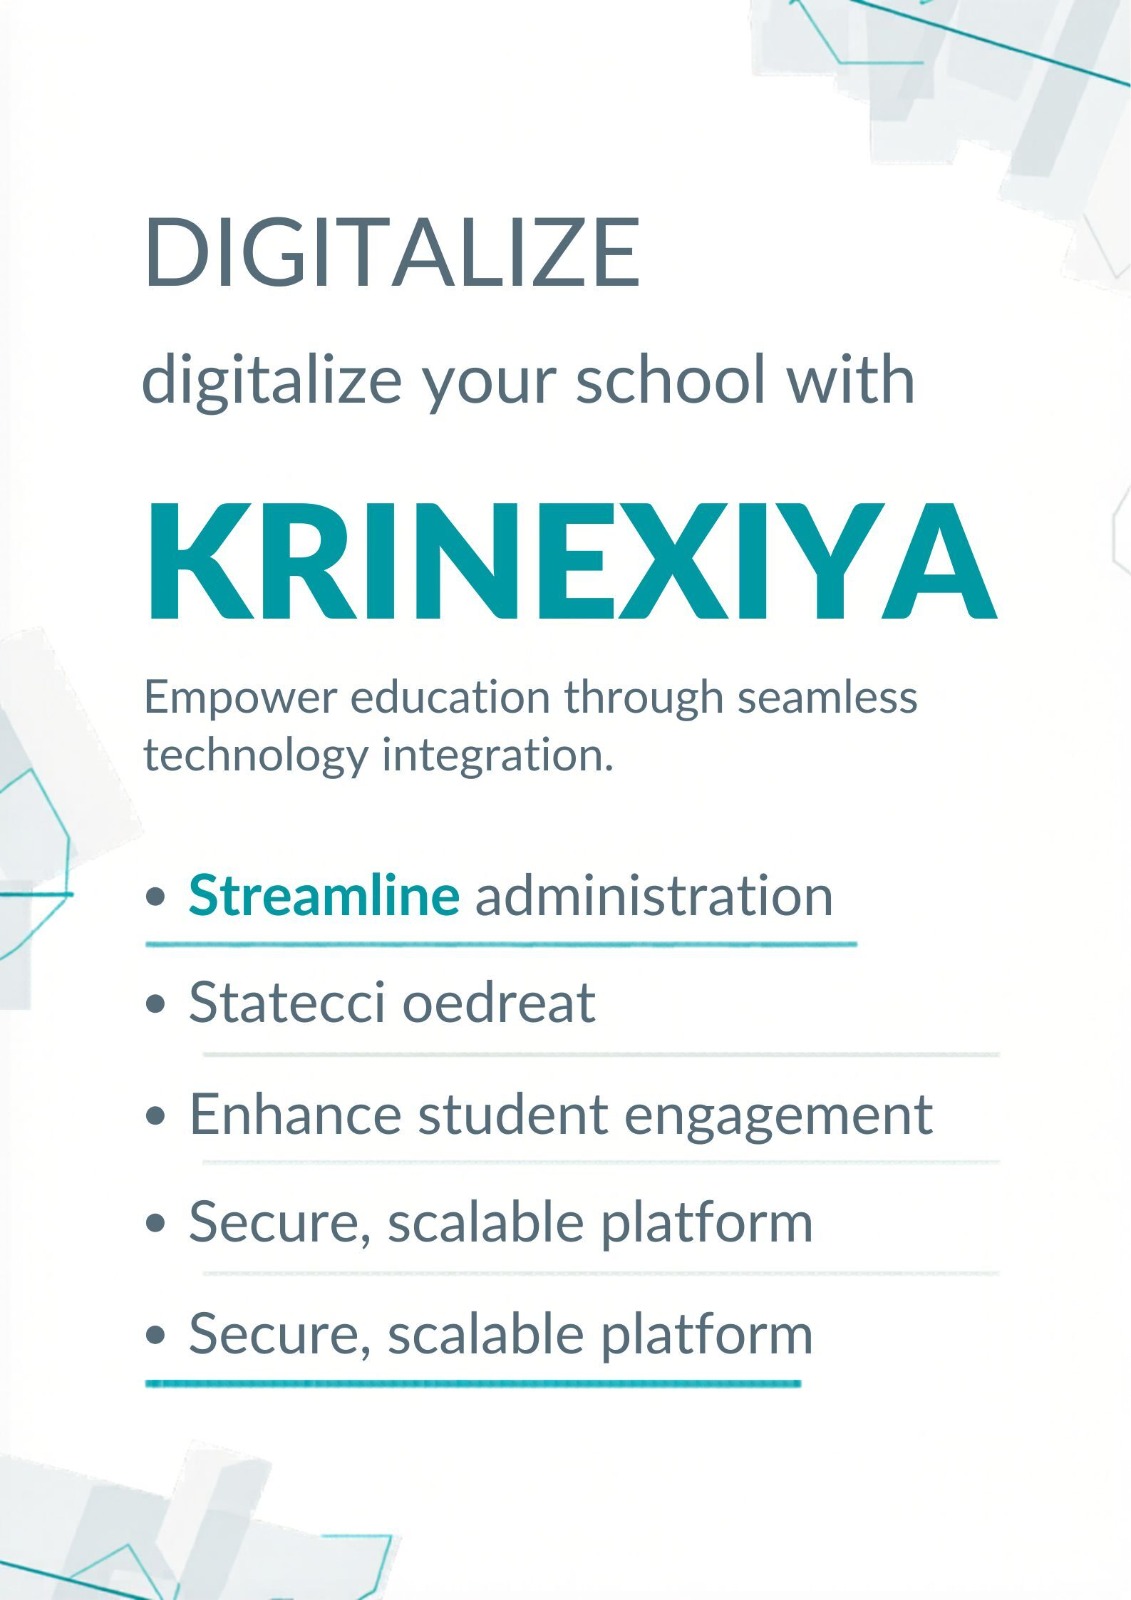 DIGITALIZE
digitalize your school with
KRINEXIYA
Empower education through seamless
technology integration.
• Streamline administration
• Statecci oedreat
• Enhance student engagement
• Secure, scalable platform
• Secure, scalable platform